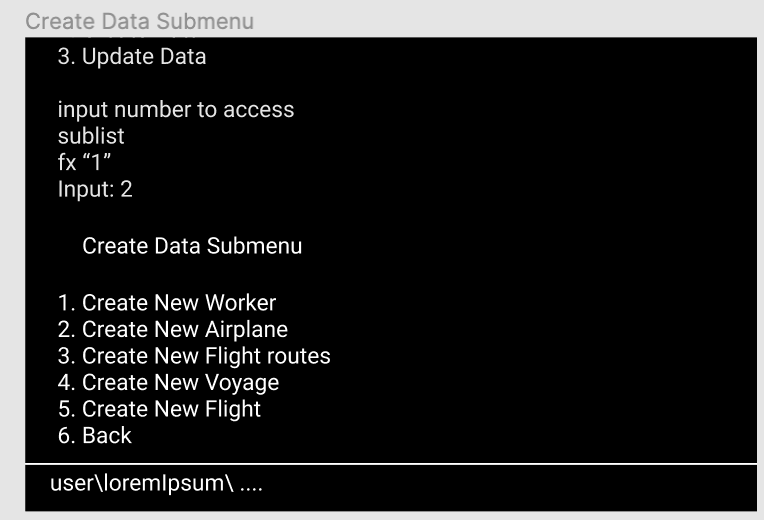 Create Data Submenu
3. Update Data
input number to access
sublist
fx “1”
Input: 2
Create Data Submenu
1. Create New Worker
2. Create New Airplane
3. Create New Flight routes
4. Create New Voyage
5. Create New Flight
6. Back
user\loremIpsum\ ....